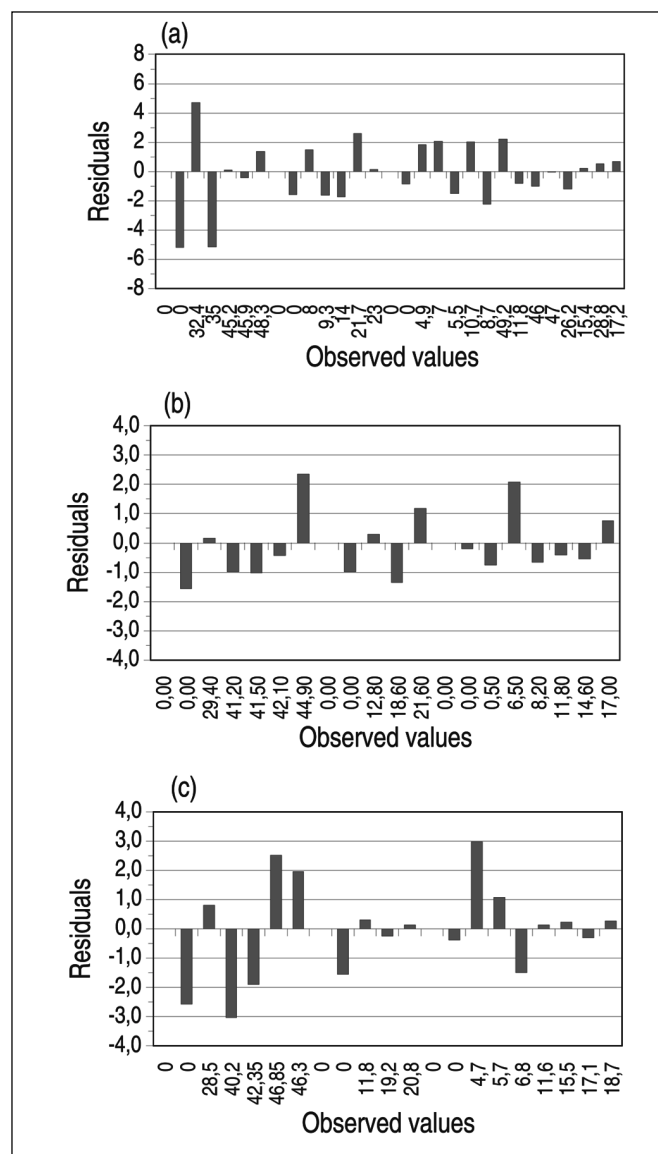 (a)
8
6
4
2
0
-2
-4
-6
-8
Residuals
0 0 32,4 35 45,2 45,9 48,3 0 0 8 9,3 14 21,7 23 0 0 4,9 7 5,5 10,7 8,7 49,2 11,8 46 47 26,2 15,4 28,8 17,2
Observed values
(b)
4,0
3,0
2,0
1,0
0,0
-1,0
-2,0
-3,0
-4,0
Residuals
0,00 0,00 29,40 41,20 41,50 42,10 44,90 0,00 0,00 12,80 18,60 21,60 0,00 0,00 0,50 6,50 8,20 11,80 14,60 17,00
Observed values
(c)
4,0
3,0
2,0
1,0
0,0
-1,0
-2,0
-3,0
-4,0
Residuals
0 0 28,5 40,2 42,35 46,85 46,3 0 0 11,8 19,2 20,8 0 0 4,7 5,7 6,8 11,6 15,5 17,1 18,7
Observed values